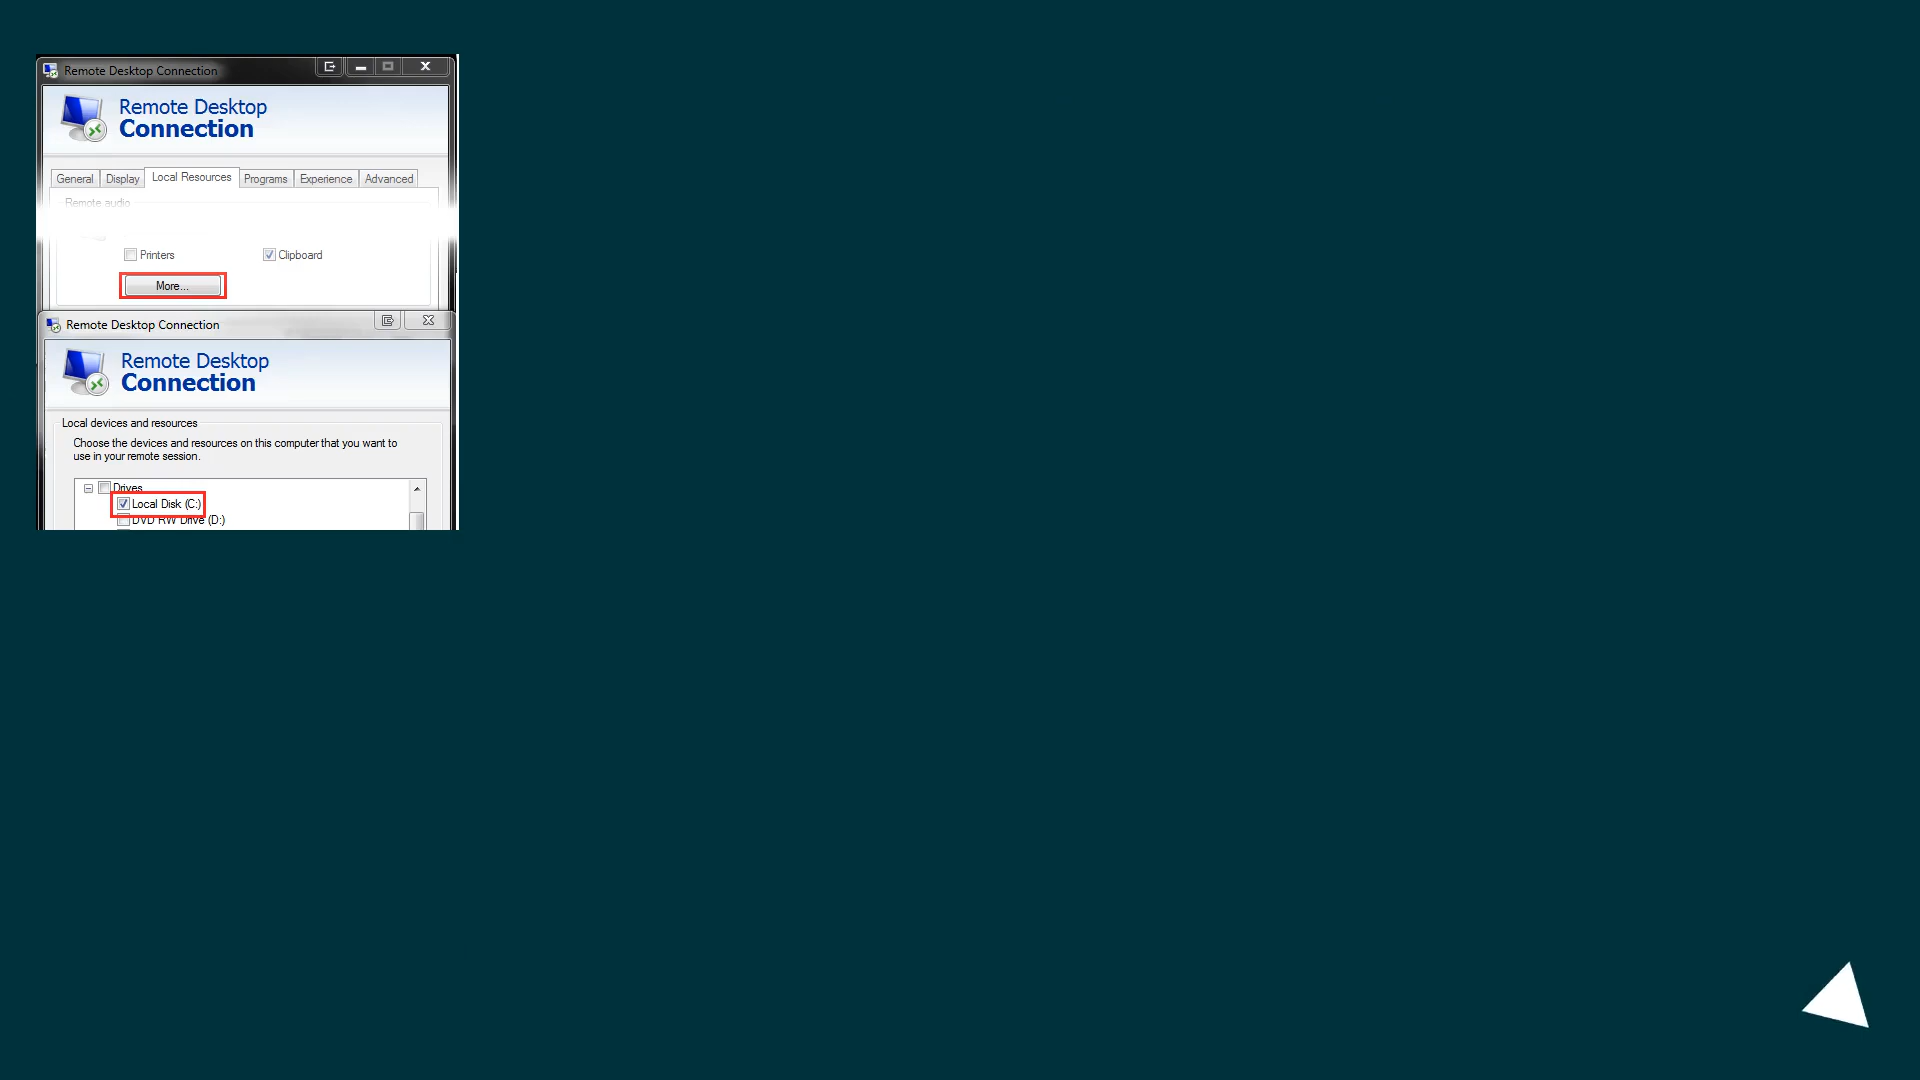 Remote Desktop Connection
Remote Desktop
Connection
General Display Local Resources Programs Experience Advanced
Remote audio
Printers Clipboard
More...
Remote Desktop Connection
Remote Desktop
Connection
Local devices and resources
Choose the devices and resources on this computer that you want to
use in your remote session.
Drives
Local Disk (C:)
DVD RW Drive (D:)